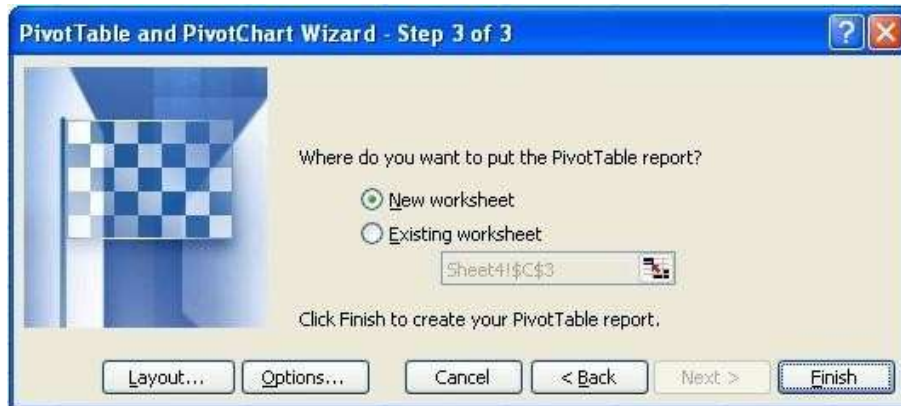 PivotTable and PivotChart Wizard - Step 3 of 3
Where do you want to put the PivotTable report?
New worksheet
Existing worksheet
Sheet4!$C$3
Click Finish to create your PivotTable report.
Layout... Options... Cancel < Back Next > Finish